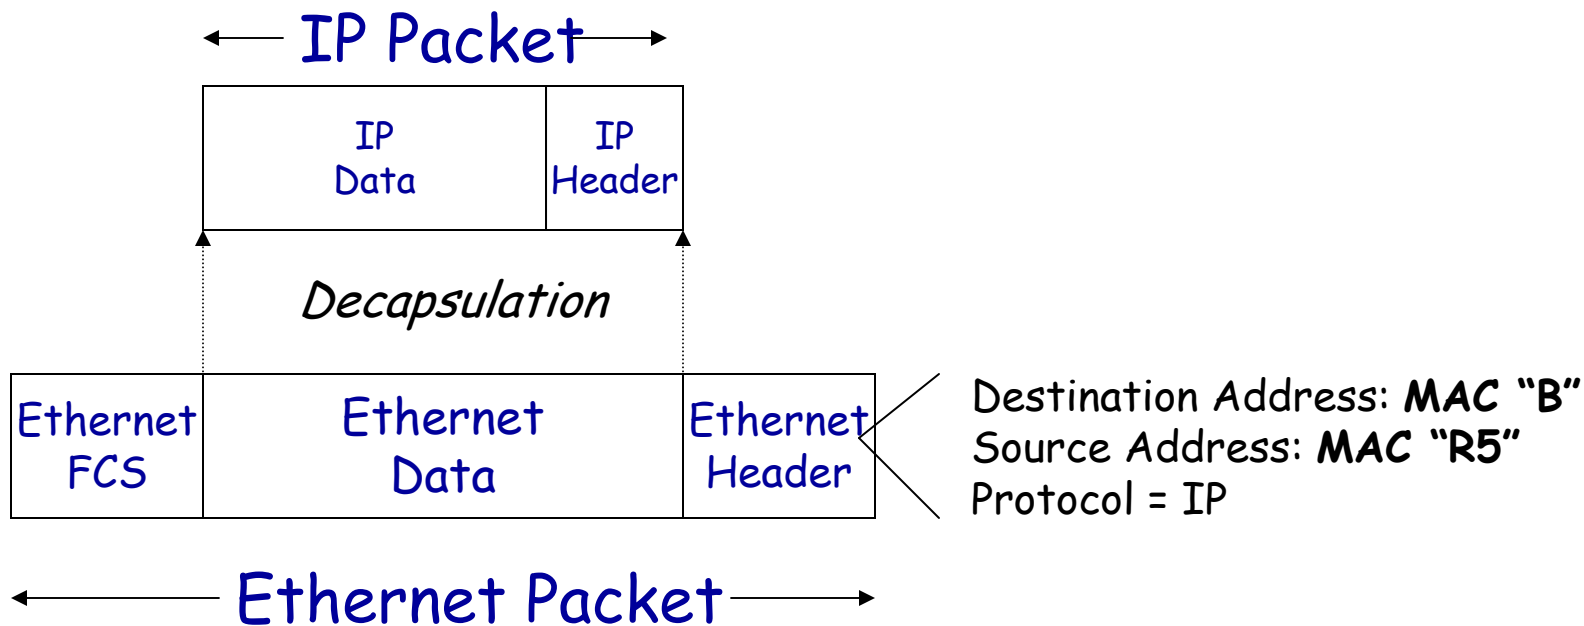 IP Packet
IP
Data
IP
Header
Decapsulation
Ethernet
FCS
Ethernet
Data
Ethernet
Header
Destination Address: MAC “B”
Source Address: MAC “R5”
Protocol = IP
Ethernet Packet